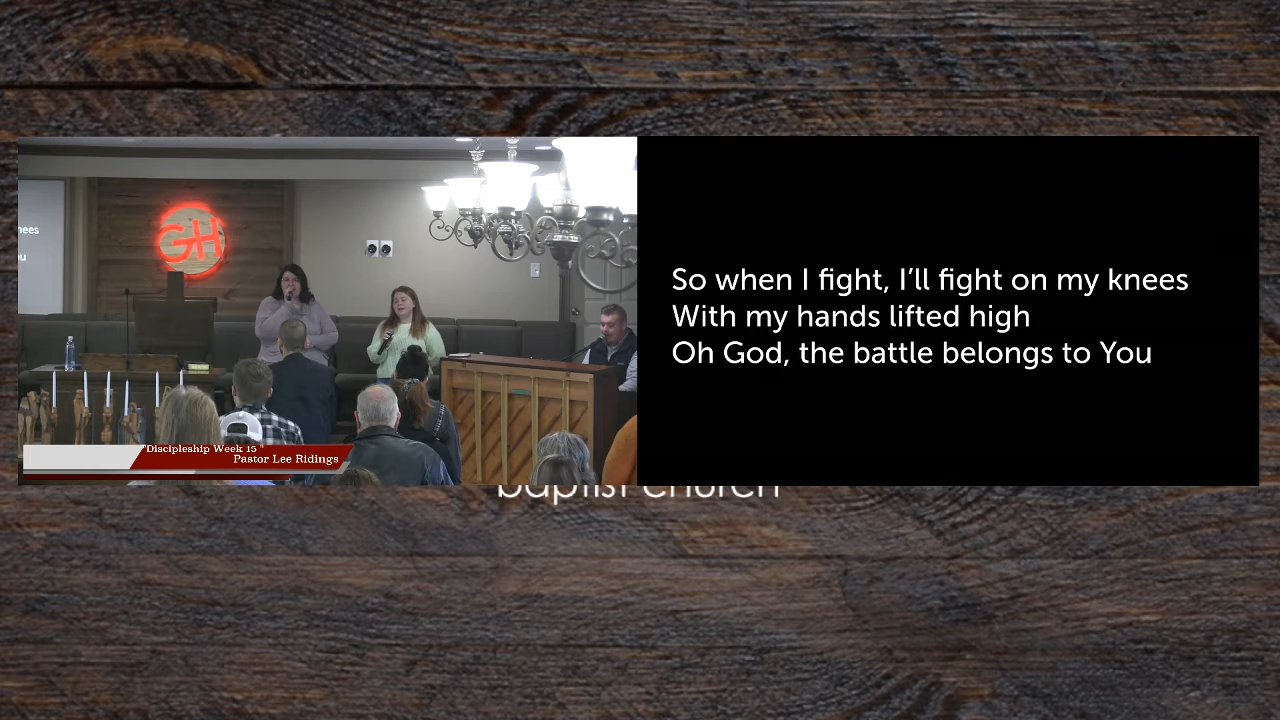 nees
ou
GH
So when I fight, I'll fight on my knees
With my hands lifted high
Oh God, the battle belongs to You
"Discipleship Week 15 "
Pastor Lee Ridings
baptist church